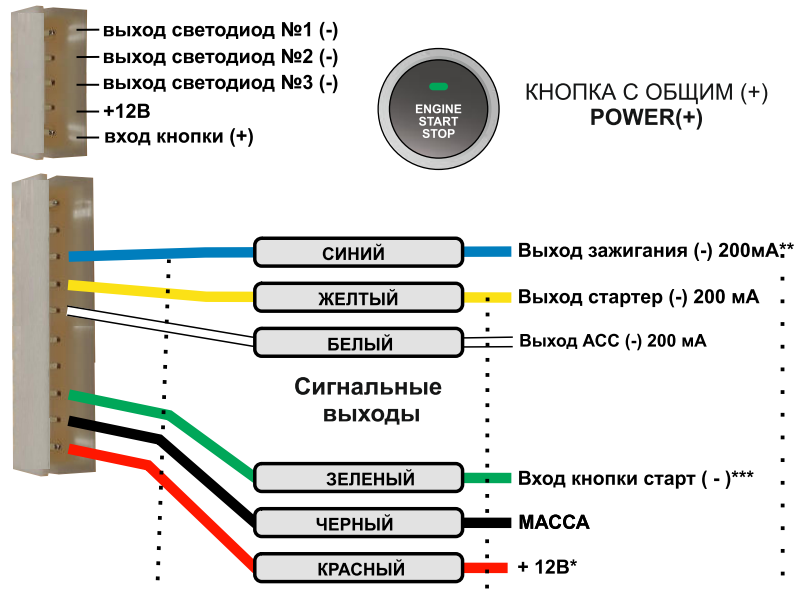 выход светодиод №1 (-)
выход светодиод №2 (-)
выход светодиод №3 (-)
+12В
вход кнопки (+)
ENGINE
START
STOP
КНОПКА С ОБЩИМ (+)
POWER(+)
СИНИЙ
Выход зажигания (-) 200мА**
ЖЕЛТЫЙ
Выход стартер (-) 200 мА
БЕЛЫЙ
Выход АСС (-) 200 мА
Сигнальные
выходы
ЗЕЛЕНЫЙ
Вход кнопки старт ( - )***
ЧЕРНЫЙ
МАССА
КРАСНЫЙ
+ 12В*